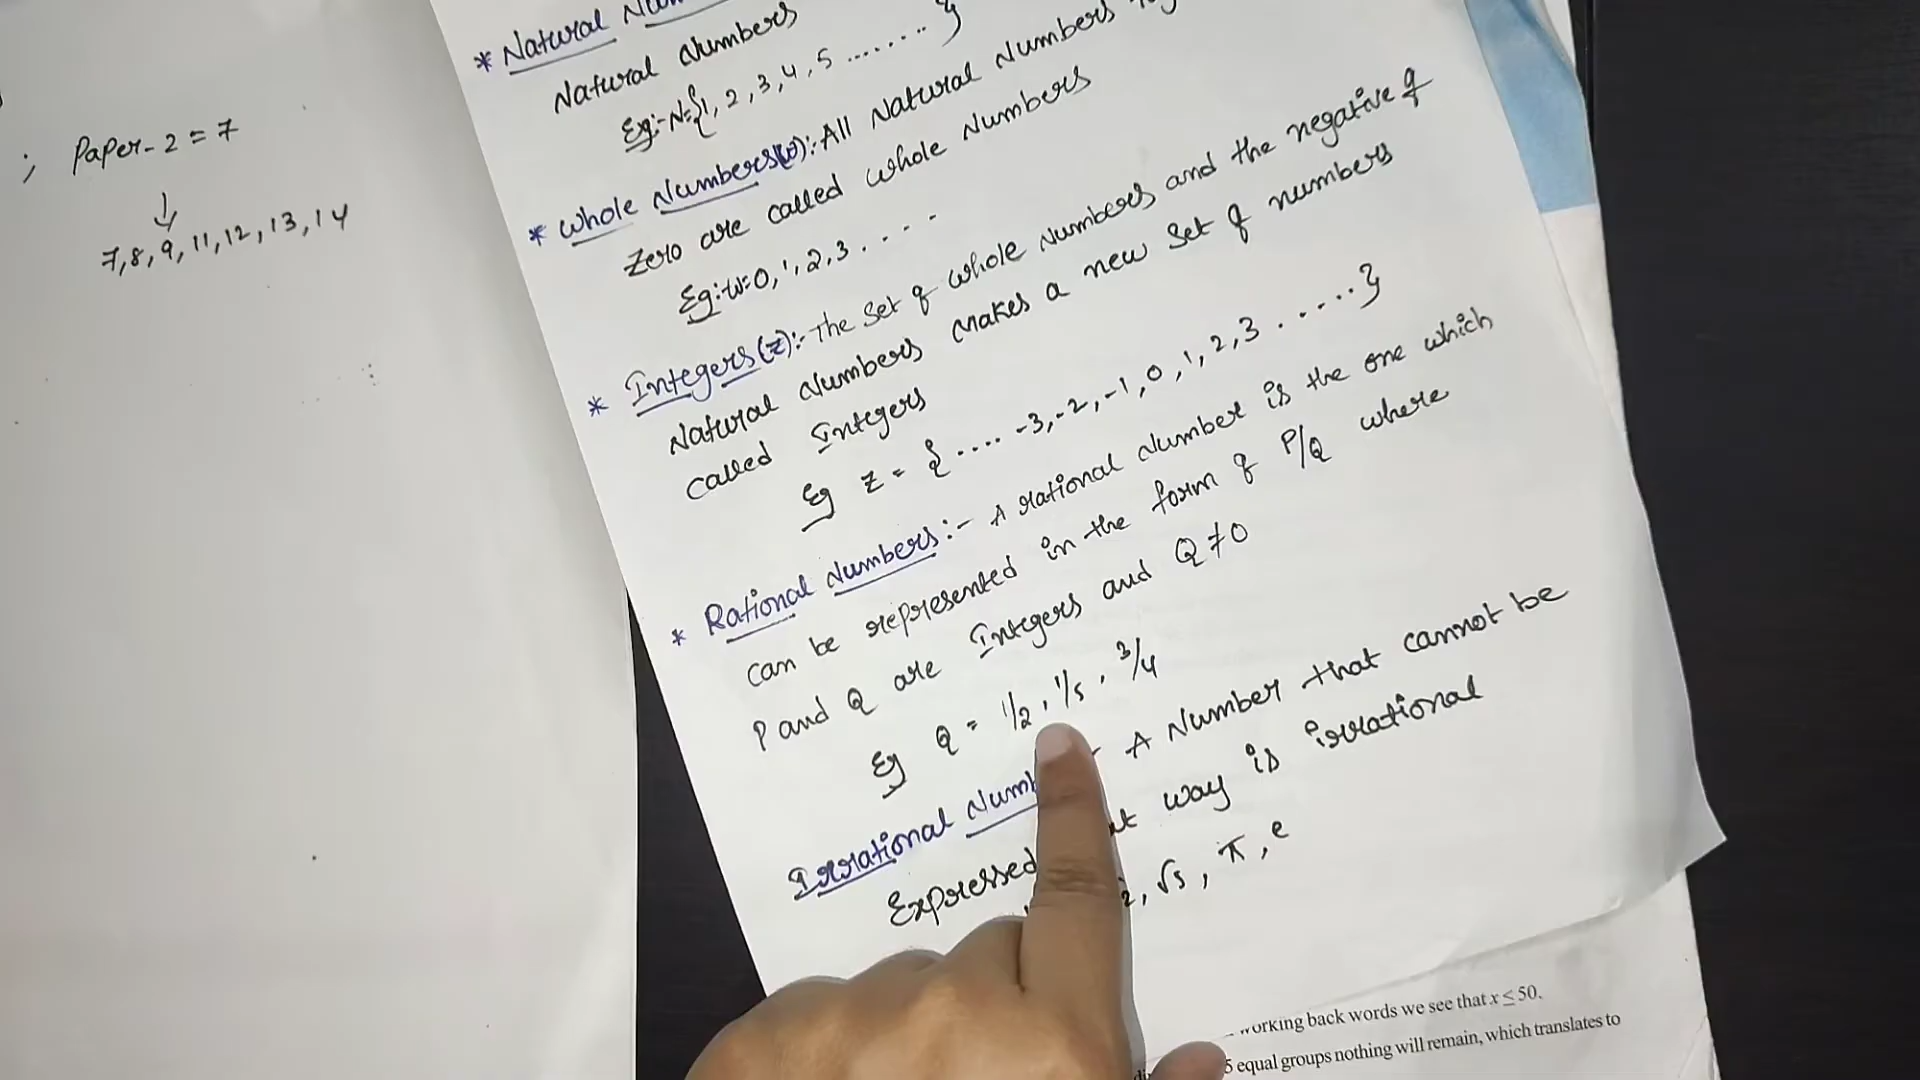 ; Paper-2 = 7
↓
7,8,9,11,12,13,14
* Natural
Natural Numbers
Eg:- N={1, 2, 3, 4, 5 ....... }
* Whole Numbers(W):- All Natural Numbers
Zero are called Whole Numbers
Eg:-W=0, 1, 2, 3 . . . -
* Integers(Z):- The Set of Whole Numbers and the negative of
Natural Numbers Makes a new Set of numbers
called Integers
Eg Z = { .... -3, -2, -1, 0, 1, 2, 3 ..... }
* Rational Numbers:- A rational Number is the one which
can be represented in the form of P/Q where
P and Q are Integers and Q ≠ 0
Eg Q = 1/2, 1/5, 3/4
Irrational - A Number that cannot be
Expressed way is irrational
, √5, π, e
working back words we see that x ≤ 50.
5 equal groups nothing will remain, which translates to